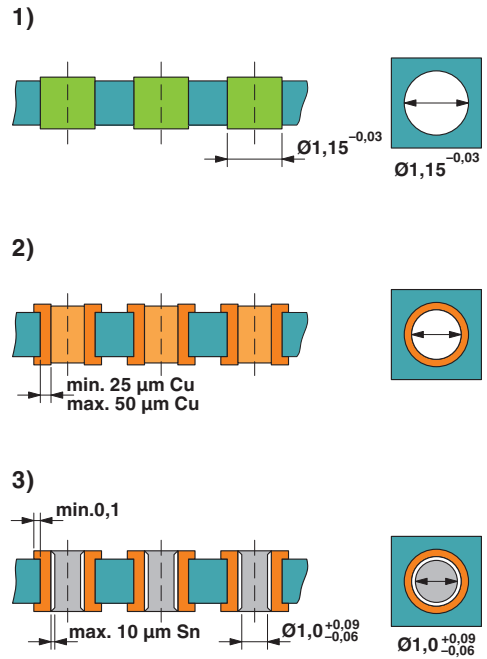 1)
Ø1,15 –0,03
Ø1,15 –0,03
2)
min. 25 µm Cu
max. 50 µm Cu
3)
min.0,1
max. 10 µm Sn
Ø1,0 +0,09 –0,06
Ø1,0 +0,09 –0,06